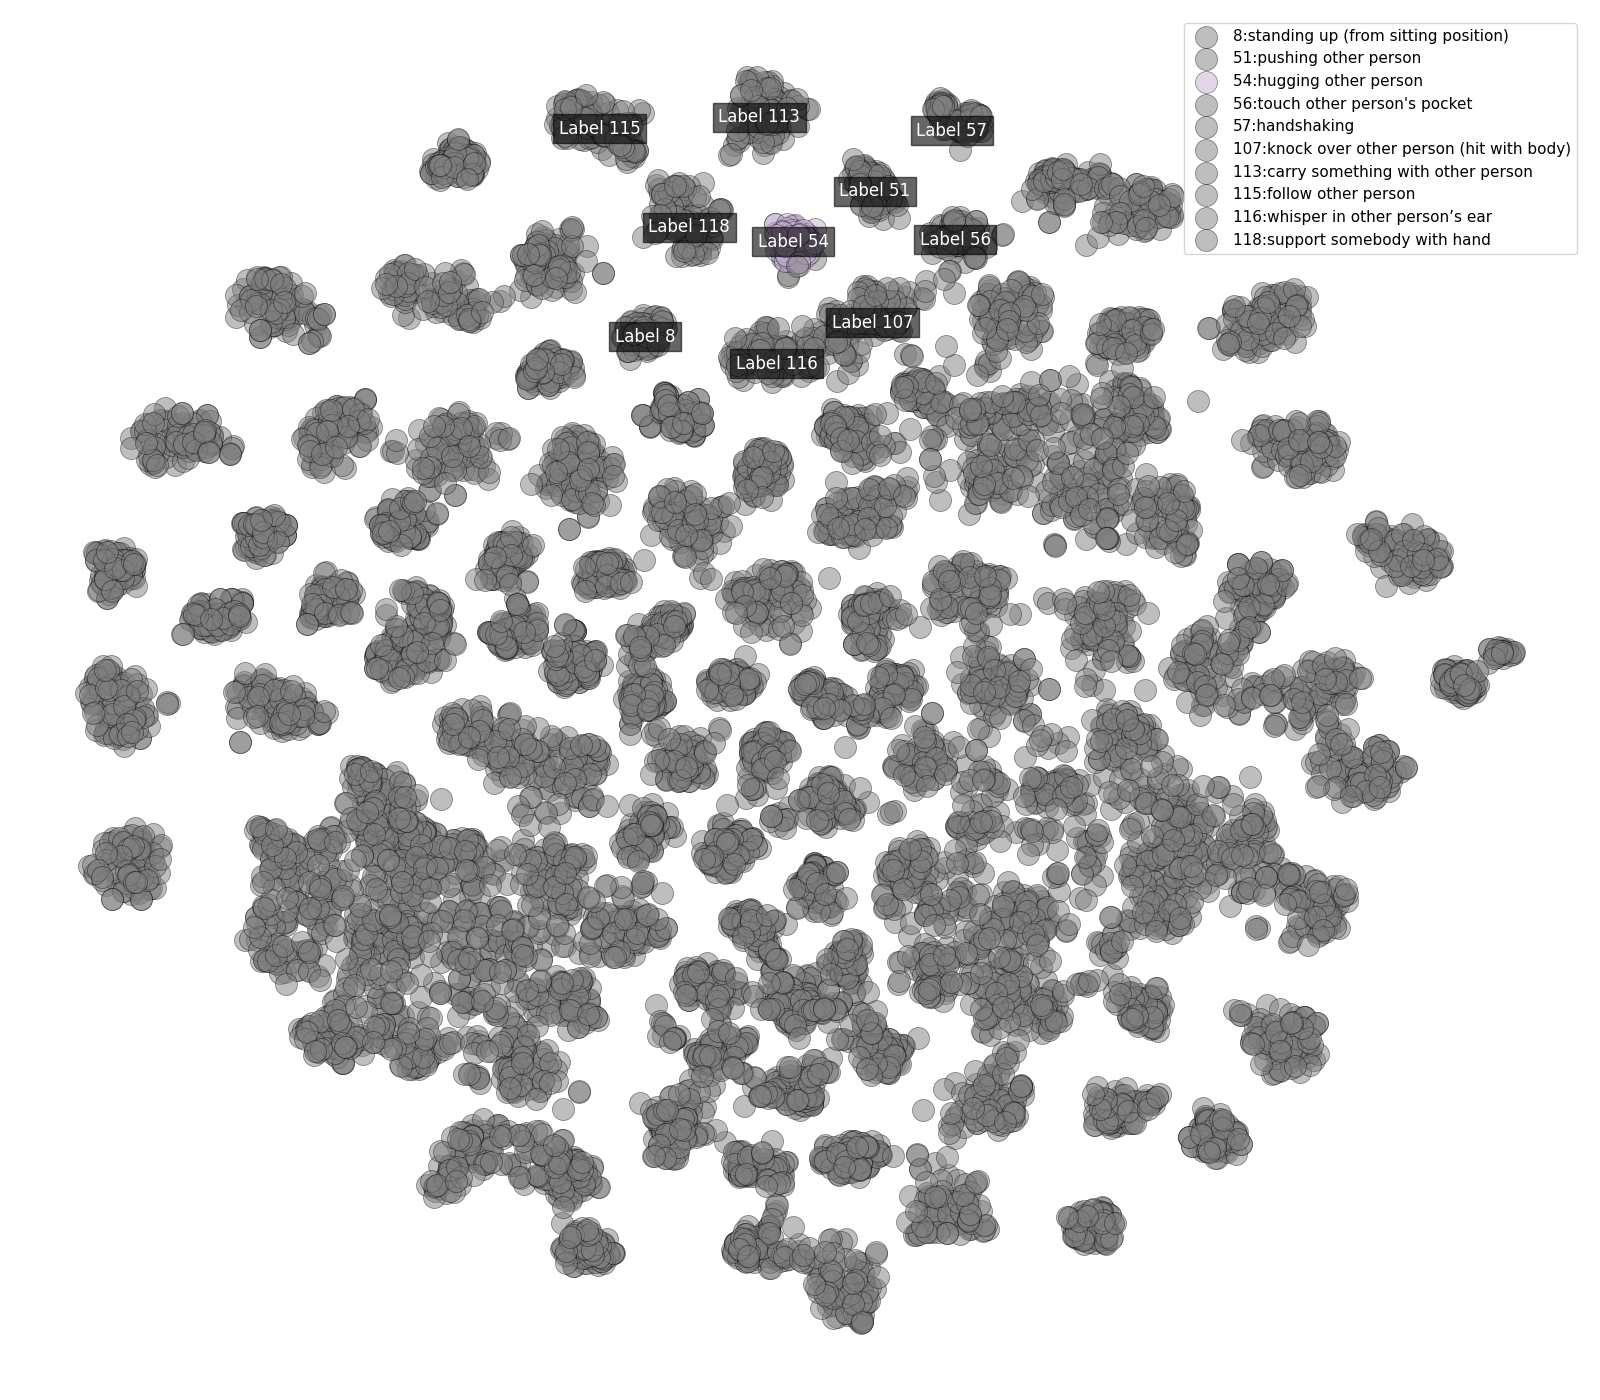 8:standing up (from sitting position)
51:pushing other person
54:hugging other person
56:touch other person's pocket
57:handshaking
107:knock over other person (hit with body)
113:carry something with other person
115:follow other person
116:whisper in other person’s ear
118:support somebody with hand
Label 115
Label 113
Label 57
Label 51
Label 118
Label 54
Label 56
Label 107
Label 8
Label 116